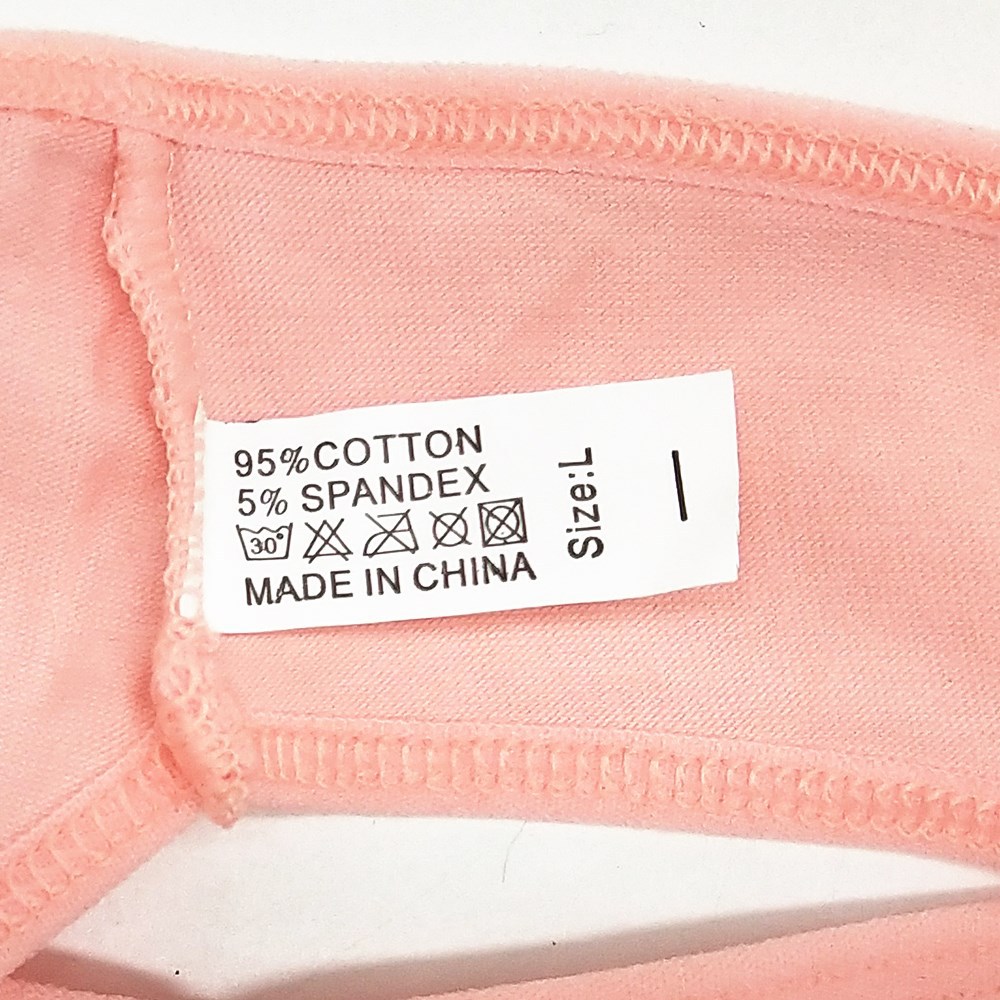 95%COTTON
5% SPANDEX
30°
MADE IN CHINA
Size:L